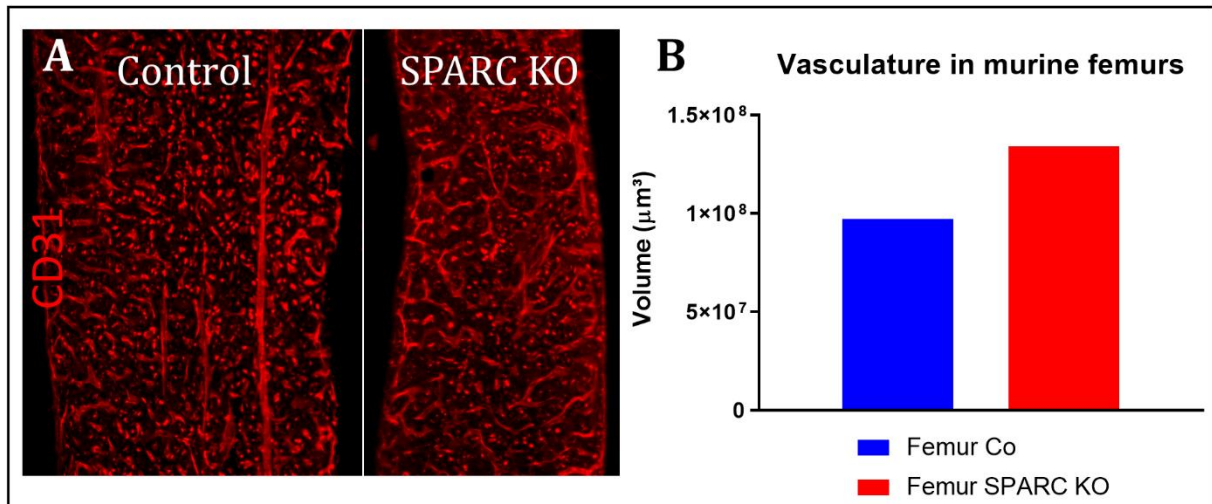 A
Control
SPARC KO
CD31
B
Vasculature in murine femurs
Volume (μm³)
1.5×10⁸
1×10⁸
5×10⁷
0
Femur Co
Femur SPARC KO